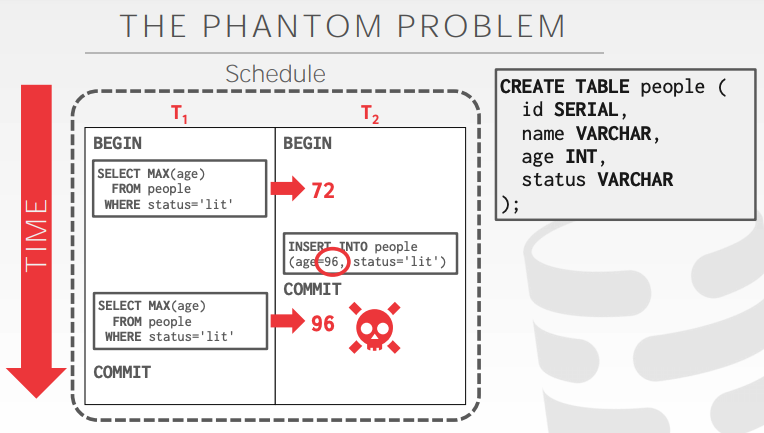 THE PHANTOM PROBLEM
Schedule
T1 T2
BEGIN
SELECT MAX(age)
FROM people
WHERE status='lit'
72
SELECT MAX(age)
FROM people
WHERE status='lit'
96
COMMIT
BEGIN
INSERT INTO people
(age=96, status='lit')
COMMIT
TIME
CREATE TABLE people (
id SERIAL,
name VARCHAR,
age INT,
status VARCHAR
);